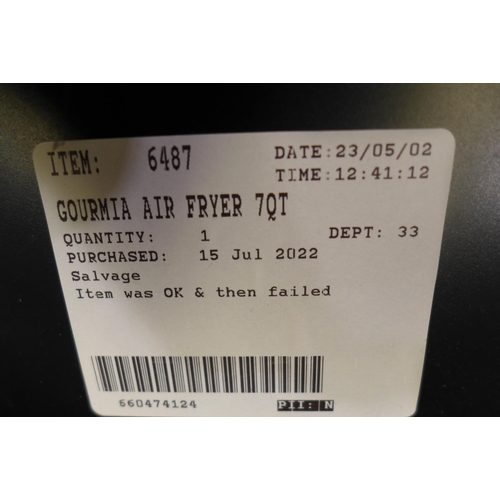 ITEM: 6487 DATE:23/05/02
TIME:12:41:12
GOURMIA AIR FRYER 7QT
QUANTITY: 1 DEPT: 33
PURCHASED: 15 Jul 2022
Salvage
Item was OK & then failed
660474124 PII: N